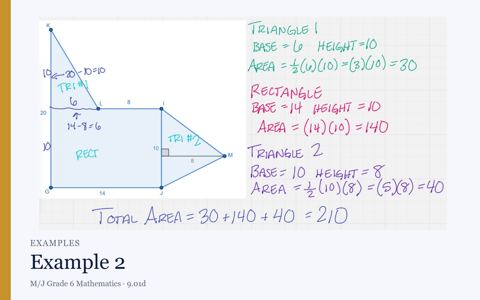 K
TRIANGLE 1
BASE = 6 HEIGHT=10
AREA = ½(6)(10) = (3)(10) = 30
10
20-10=10
TRI #1
6
L
8
I
20
14-8=6
RECTANGLE
BASE = 14 HEIGHT = 10
AREA = (14)(10) = 140
TRI #2
10
10
8
M
RECT
TRIANGLE 2
BASE = 10 HEIGHT = 8
AREA = ½(10)(8) = (5)(8) = 40
G
14
J
TOTAL AREA = 30 + 140 + 40 = 210
EXAMPLES
Example 2
M/J Grade 6 Mathematics - 9.01d